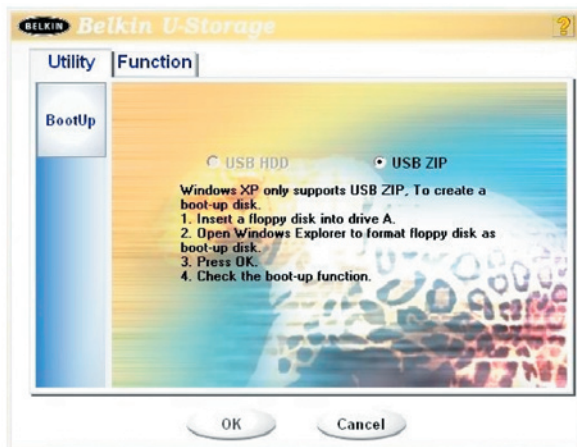 BELKIN Belkin U-Storage ?
Utility Function
BootUp
USB HDD USB ZIP
Windows XP only supports USB ZIP, To create a
boot-up disk.
1. Insert a floppy disk into drive A.
2. Open Windows Explorer to format floppy disk as
boot-up disk.
3. Press OK.
4. Check the boot-up function.
OK Cancel